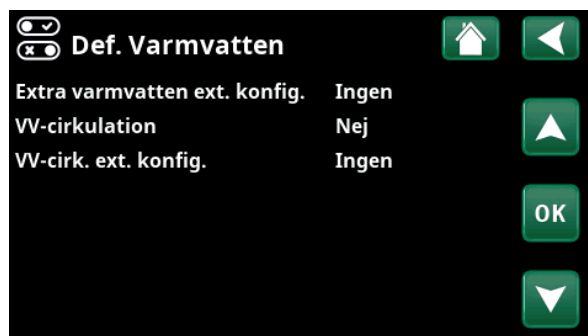 Def. Varmvatten
Extra varmvatten ext. konfig. Ingen
VV-cirkulation Nej
VV-cirk. ext. konfig. Ingen
OK